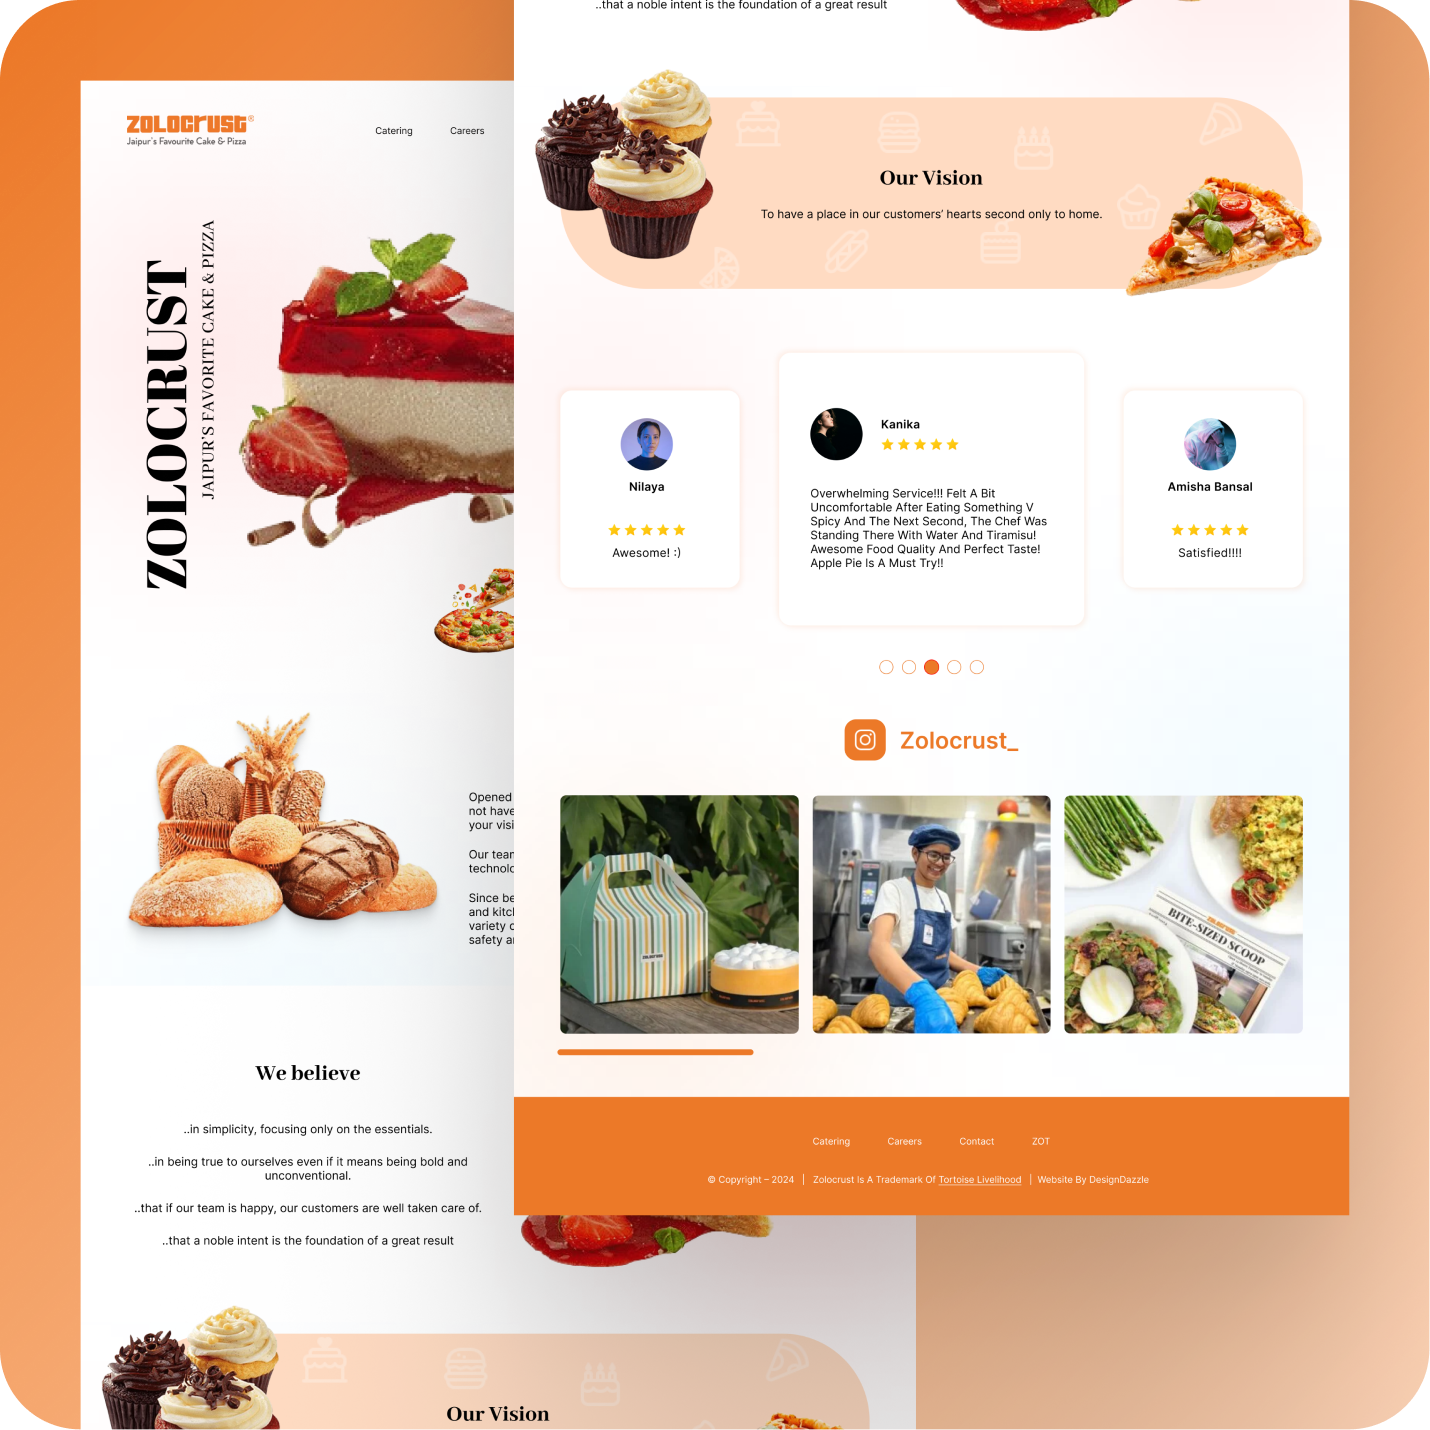 ZOLOCRUST®
Jaipur's Favourite Cake & Pizza
Catering
Careers
ZOLOCRUST
JAIPUR'S FAVORITE CAKE & PIZZA
Opened
not have
your visi
Our team
technolo
Since be
and kitch
variety o
safety a
We believe
..in simplicity, focusing only on the essentials.
..in being true to ourselves even if it means being bold and
unconventional.
..that if our team is happy, our customers are well taken care of.
..that a noble intent is the foundation of a great result
Our Vision
..that a noble intent is the foundation of a great result
Our Vision
To have a place in our customers' hearts second only to home.
Nilaya
Awesome! :)
Kanika
Overwhelming Service!!! Felt A Bit
Uncomfortable After Eating Something V
Spicy And The Next Second, The Chef Was
Standing There With Water And Tiramisu!
Awesome Food Quality And Perfect Taste!
Apple Pie Is A Must Try!!
Amisha Bansal
Satisfied!!!!
Zolocrust_
ZOLOCRUST
ZOLOCRUST
BITE-SIZED SCOOP
Catering
Careers
Contact
ZOT
© Copyright – 2024 | Zolocrust Is A Trademark Of Tortoise Livelihood | Website By DesignDazzle